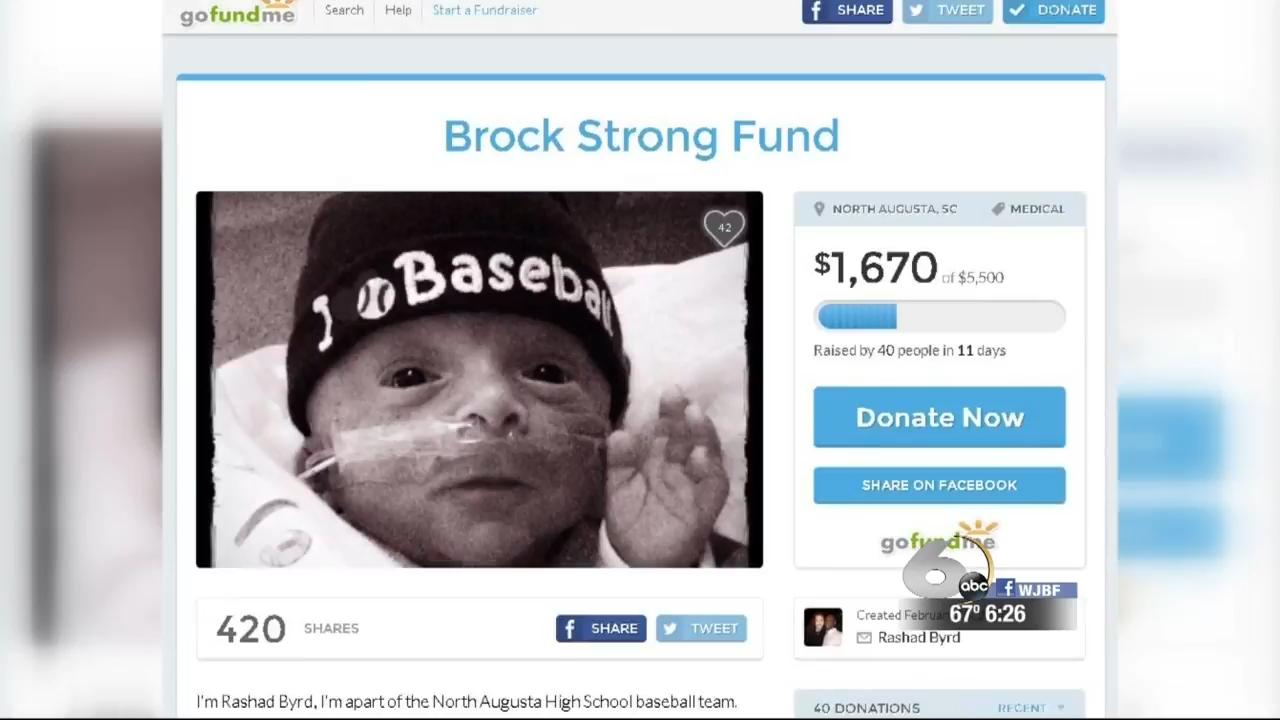 gofundme
Search
Help
Start a Fundraiser
f SHARE
TWEET
DONATE
Brock Strong Fund
I Baseball
42
NORTH AUGUSTA, SC
MEDICAL
$1,670 of $5,500
Raised by 40 people in 11 days
Donate Now
SHARE ON FACEBOOK
gofundme
6
abc
f WJBF
67° 6:26
420 SHARES
f SHARE
TWEET
Created
Rashad Byrd
I'm Rashad Byrd, I'm apart of the North Augusta High School baseball team.
40 DONATIONS
RECENT